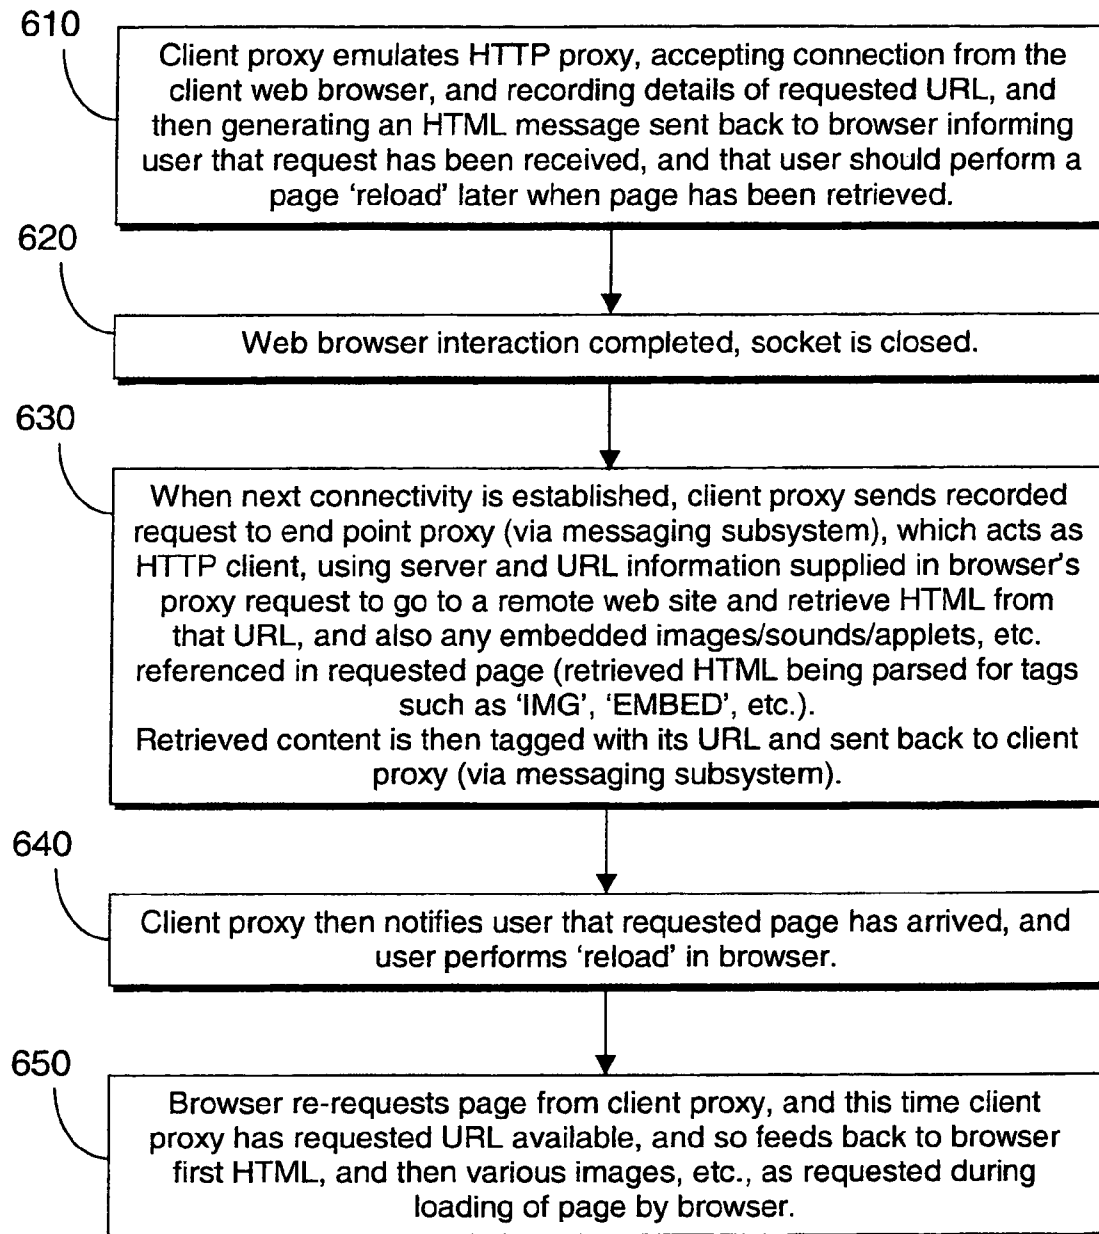 610
Client proxy emulates HTTP proxy, accepting connection from the
client web browser, and recording details of requested URL, and
then generating an HTML message sent back to browser informing
user that request has been received, and that user should perform a
page ‘reload’ later when page has been retrieved.
620
Web browser interaction completed, socket is closed.
630
When next connectivity is established, client proxy sends recorded
request to end point proxy (via messaging subsystem), which acts as
HTTP client, using server and URL information supplied in browser's
proxy request to go to a remote web site and retrieve HTML from
that URL, and also any embedded images/sounds/applets, etc.
referenced in requested page (retrieved HTML being parsed for tags
such as ‘IMG’, ‘EMBED’, etc.).
Retrieved content is then tagged with its URL and sent back to client
proxy (via messaging subsystem).
640
Client proxy then notifies user that requested page has arrived, and
user performs ‘reload’ in browser.
650
Browser re-requests page from client proxy, and this time client
proxy has requested URL available, and so feeds back to browser
first HTML, and then various images, etc., as requested during
loading of page by browser.